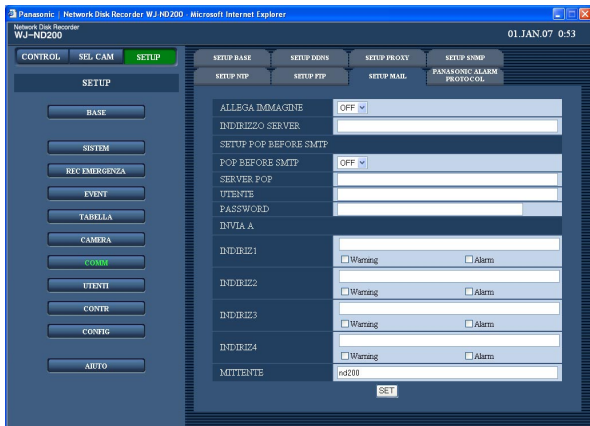 Panasonic | Network Disk Recorder WJ-ND200 - Microsoft Internet Explorer
Network Disk Recorder
WJ-ND200
01.JAN.07 0:53
CONTROL SEL CAM SETUP
SETUP
BASE
SISTEM
REC EMERGENZA
EVENT
TABELLA
CAMERA
COMM
UTENTI
CONTR
CONFIG
AIUTO
SETUP BASE SETUP DDNS SETUP PROXY SETUP SNMP
SETUP NTP SETUP FTP SETUP MAIL PANASONIC ALARM PROTOCOL
ALLEGA IMMAGINE OFF
INDIRIZZO SERVER
SETUP POP BEFORE SMTP
POP BEFORE SMTP OFF
SERVER POP
UTENTE
PASSWORD
INVIA A
INDIRIZ1
Warning Alarm
INDIRIZ2
Warning Alarm
INDIRIZ3
Warning Alarm
INDIRIZ4
Warning Alarm
MITTENTE nd200
SET